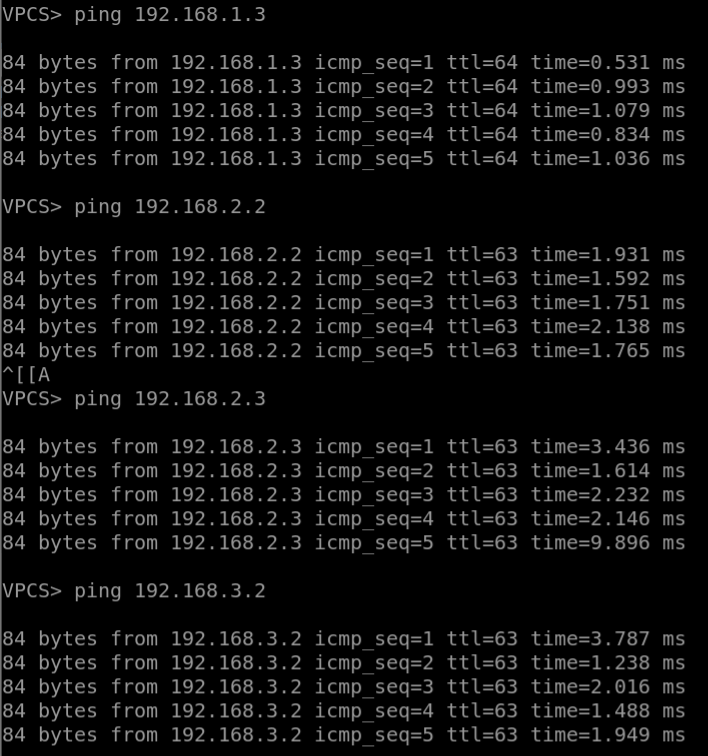 VPCS> ping 192.168.1.3
84 bytes from 192.168.1.3 icmp_seq=1 ttl=64 time=0.531 ms
84 bytes from 192.168.1.3 icmp_seq=2 ttl=64 time=0.993 ms
84 bytes from 192.168.1.3 icmp_seq=3 ttl=64 time=1.079 ms
84 bytes from 192.168.1.3 icmp_seq=4 ttl=64 time=0.834 ms
84 bytes from 192.168.1.3 icmp_seq=5 ttl=64 time=1.036 ms
VPCS> ping 192.168.2.2
84 bytes from 192.168.2.2 icmp_seq=1 ttl=63 time=1.931 ms
84 bytes from 192.168.2.2 icmp_seq=2 ttl=63 time=1.592 ms
84 bytes from 192.168.2.2 icmp_seq=3 ttl=63 time=1.751 ms
84 bytes from 192.168.2.2 icmp_seq=4 ttl=63 time=2.138 ms
84 bytes from 192.168.2.2 icmp_seq=5 ttl=63 time=1.765 ms
^[[A
VPCS> ping 192.168.2.3
84 bytes from 192.168.2.3 icmp_seq=1 ttl=63 time=3.436 ms
84 bytes from 192.168.2.3 icmp_seq=2 ttl=63 time=1.614 ms
84 bytes from 192.168.2.3 icmp_seq=3 ttl=63 time=2.232 ms
84 bytes from 192.168.2.3 icmp_seq=4 ttl=63 time=2.146 ms
84 bytes from 192.168.2.3 icmp_seq=5 ttl=63 time=9.896 ms
VPCS> ping 192.168.3.2
84 bytes from 192.168.3.2 icmp_seq=1 ttl=63 time=3.787 ms
84 bytes from 192.168.3.2 icmp_seq=2 ttl=63 time=1.238 ms
84 bytes from 192.168.3.2 icmp_seq=3 ttl=63 time=2.016 ms
84 bytes from 192.168.3.2 icmp_seq=4 ttl=63 time=1.488 ms
84 bytes from 192.168.3.2 icmp_seq=5 ttl=63 time=1.949 ms